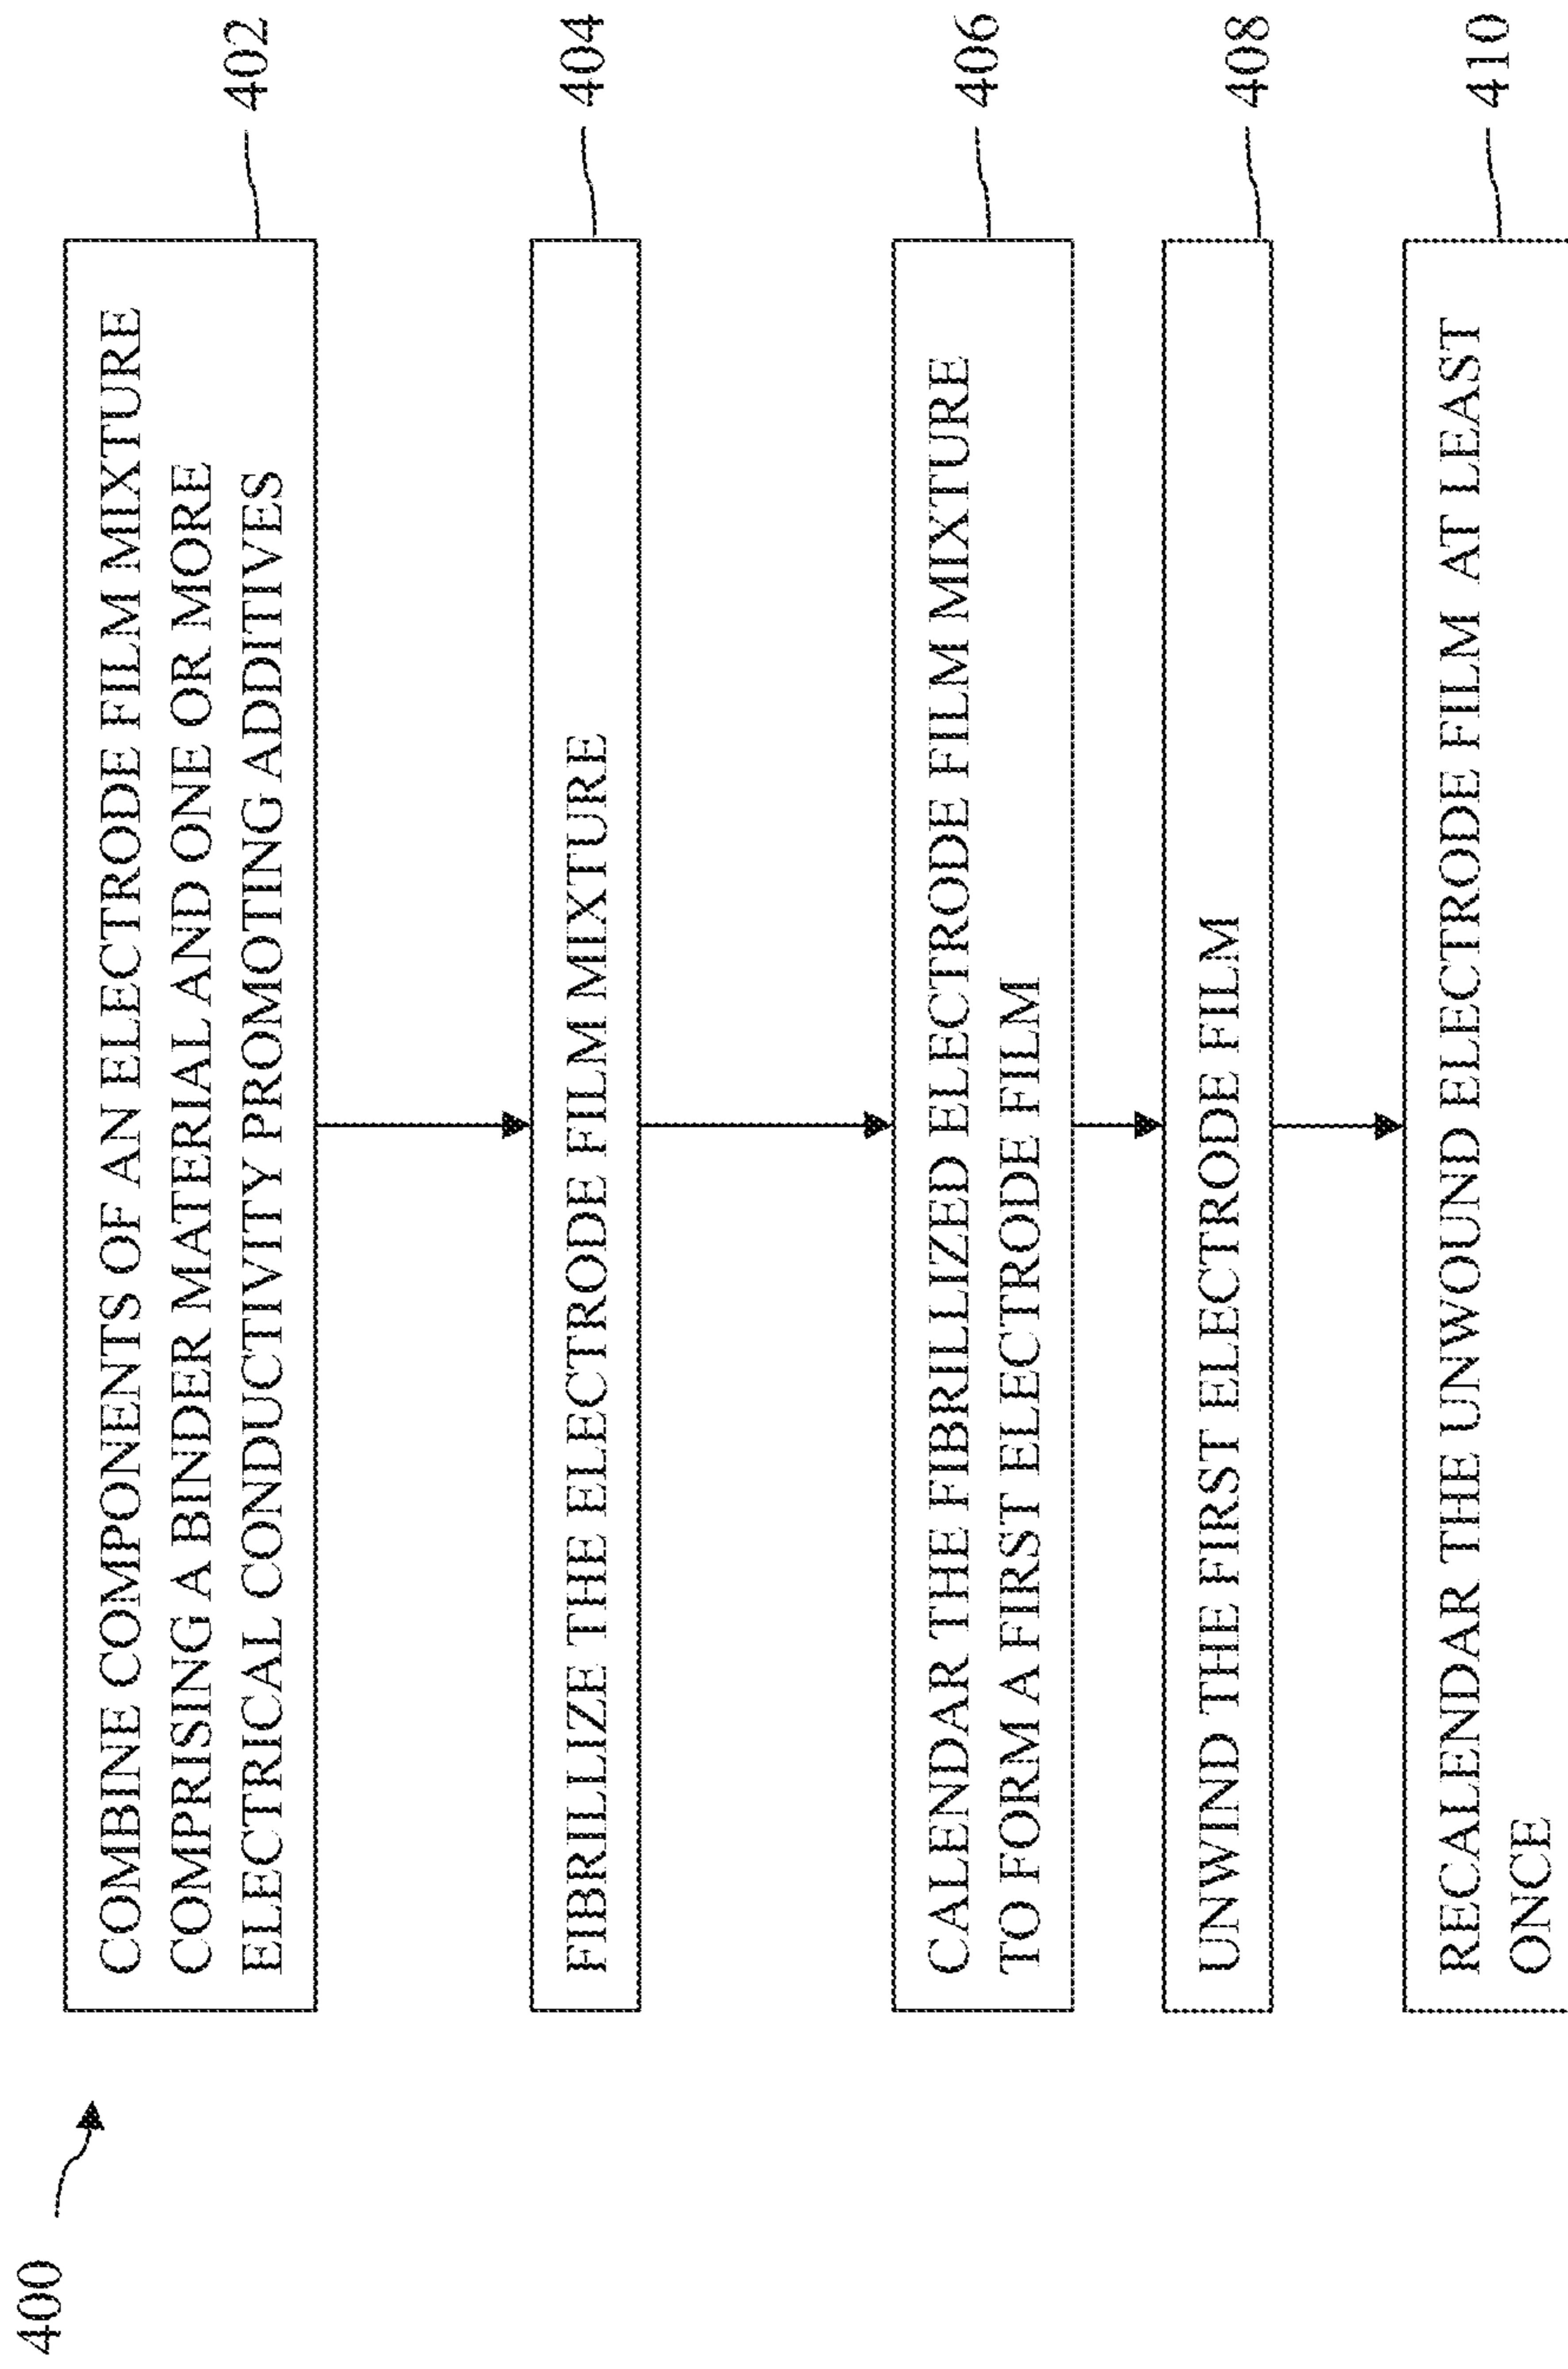 400
COMBINE COMPONENTS OF AN ELECTRODE FILM MIXTURE
COMPRISING A BINDER MATERIAL AND ONE OR MORE
ELECTRICAL CONDUCTIVITY PROMOTING ADDITIVES
402
FIBRILLIZE THE ELECTRODE FILM MIXTURE
404
CALENDAR THE FIBRILLIZED ELECTRODE FILM MIXTURE
TO FORM A FIRST ELECTRODE FILM
406
UNWIND THE FIRST ELECTRODE FILM
408
RECALENDAR THE UNWOUND ELECTRODE FILM AT LEAST
ONCE
410